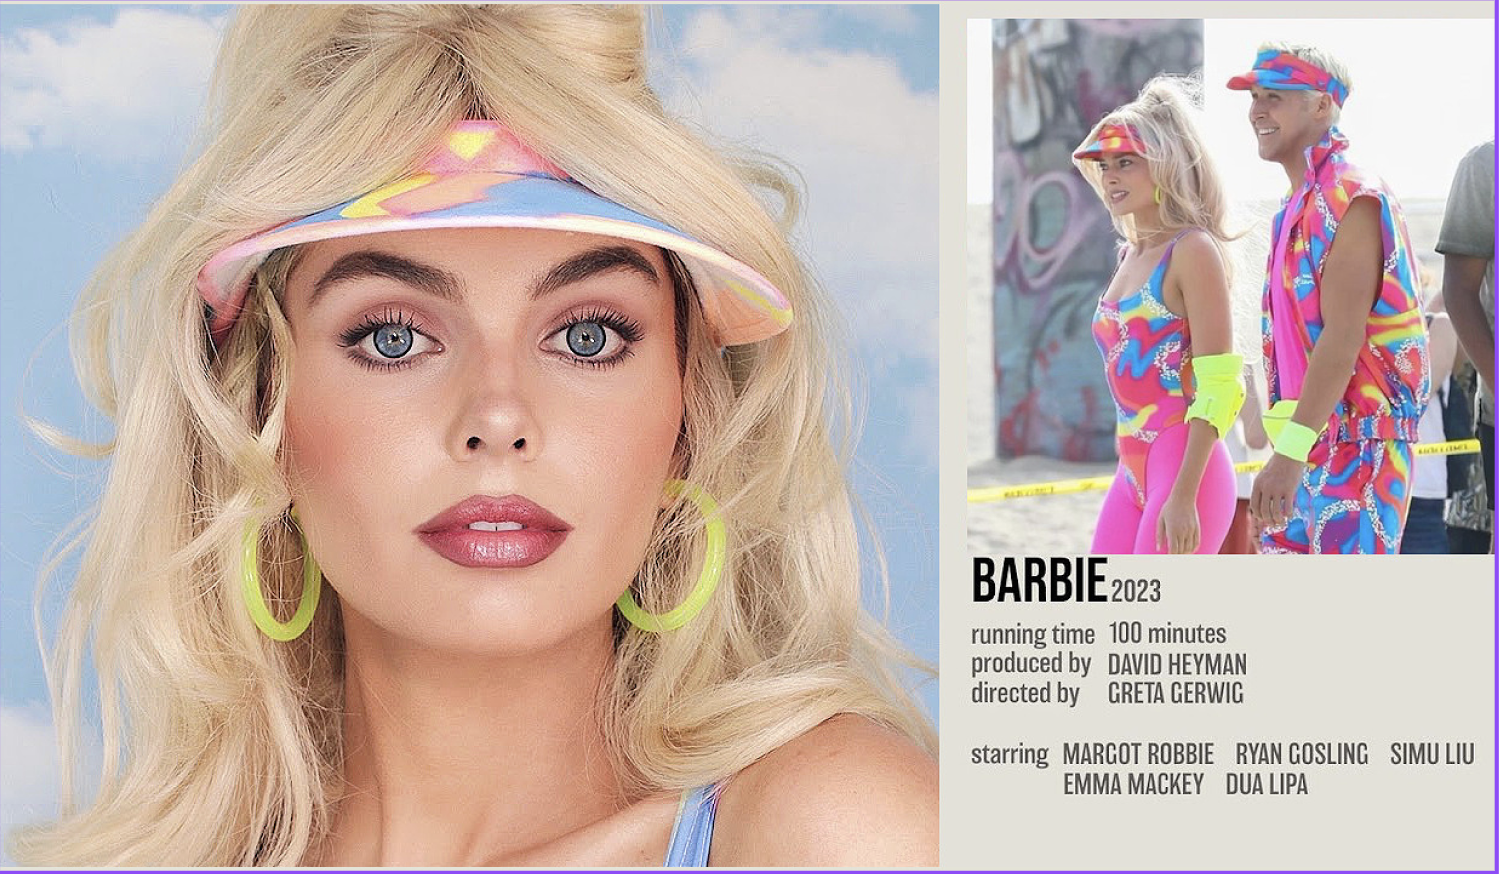 BARBIE 2023
running time 100 minutes
produced by DAVID HEYMAN
directed by GRETA GERWIG
starring MARGOT ROBBIE RYAN GOSLING SIMU LIU
EMMA MACKEY DUA LIPA